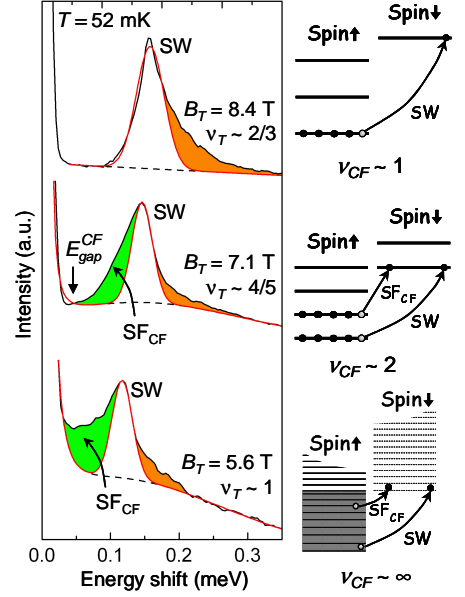 T = 52 mK
SW
B_T = 8.4 T
ν_T ~ 2/3
E_gap^CF
SW
B_T = 7.1 T
ν_T ~ 4/5
SF_CF
SW
B_T = 5.6 T
ν_T ~ 1
SF_CF
Intensity (a.u.)
0.0 0.1 0.2 0.3
Energy shift (meV)
Spin↑
Spin↓
SW
ν_CF ~ 1
Spin↑
Spin↓
SF_CF
SW
ν_CF ~ 2
Spin↑
Spin↓
SF_CF
SW
ν_CF ~ ∞